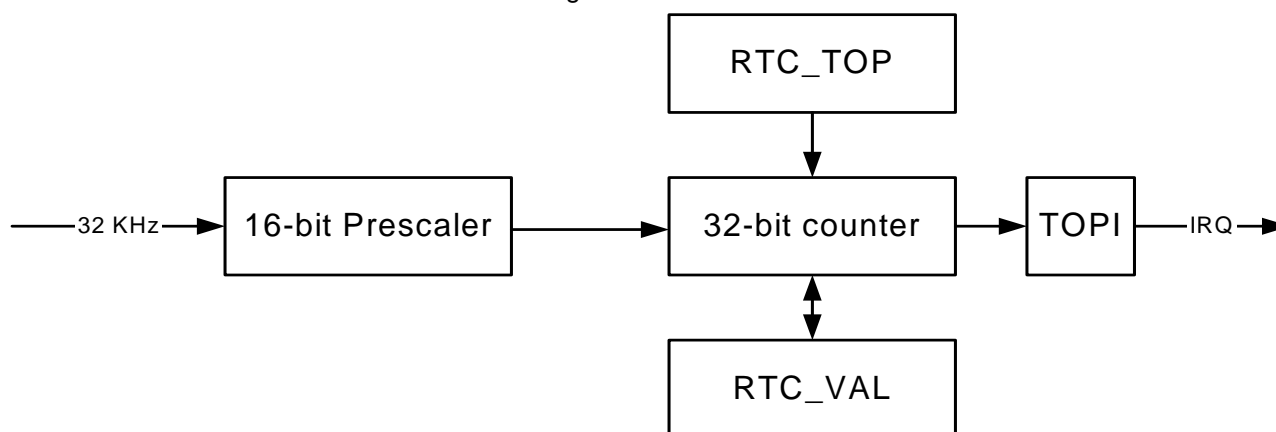 RTC_TOP
32 KHz
16-bit Prescaler
32-bit counter
TOPI
IRQ
RTC_VAL